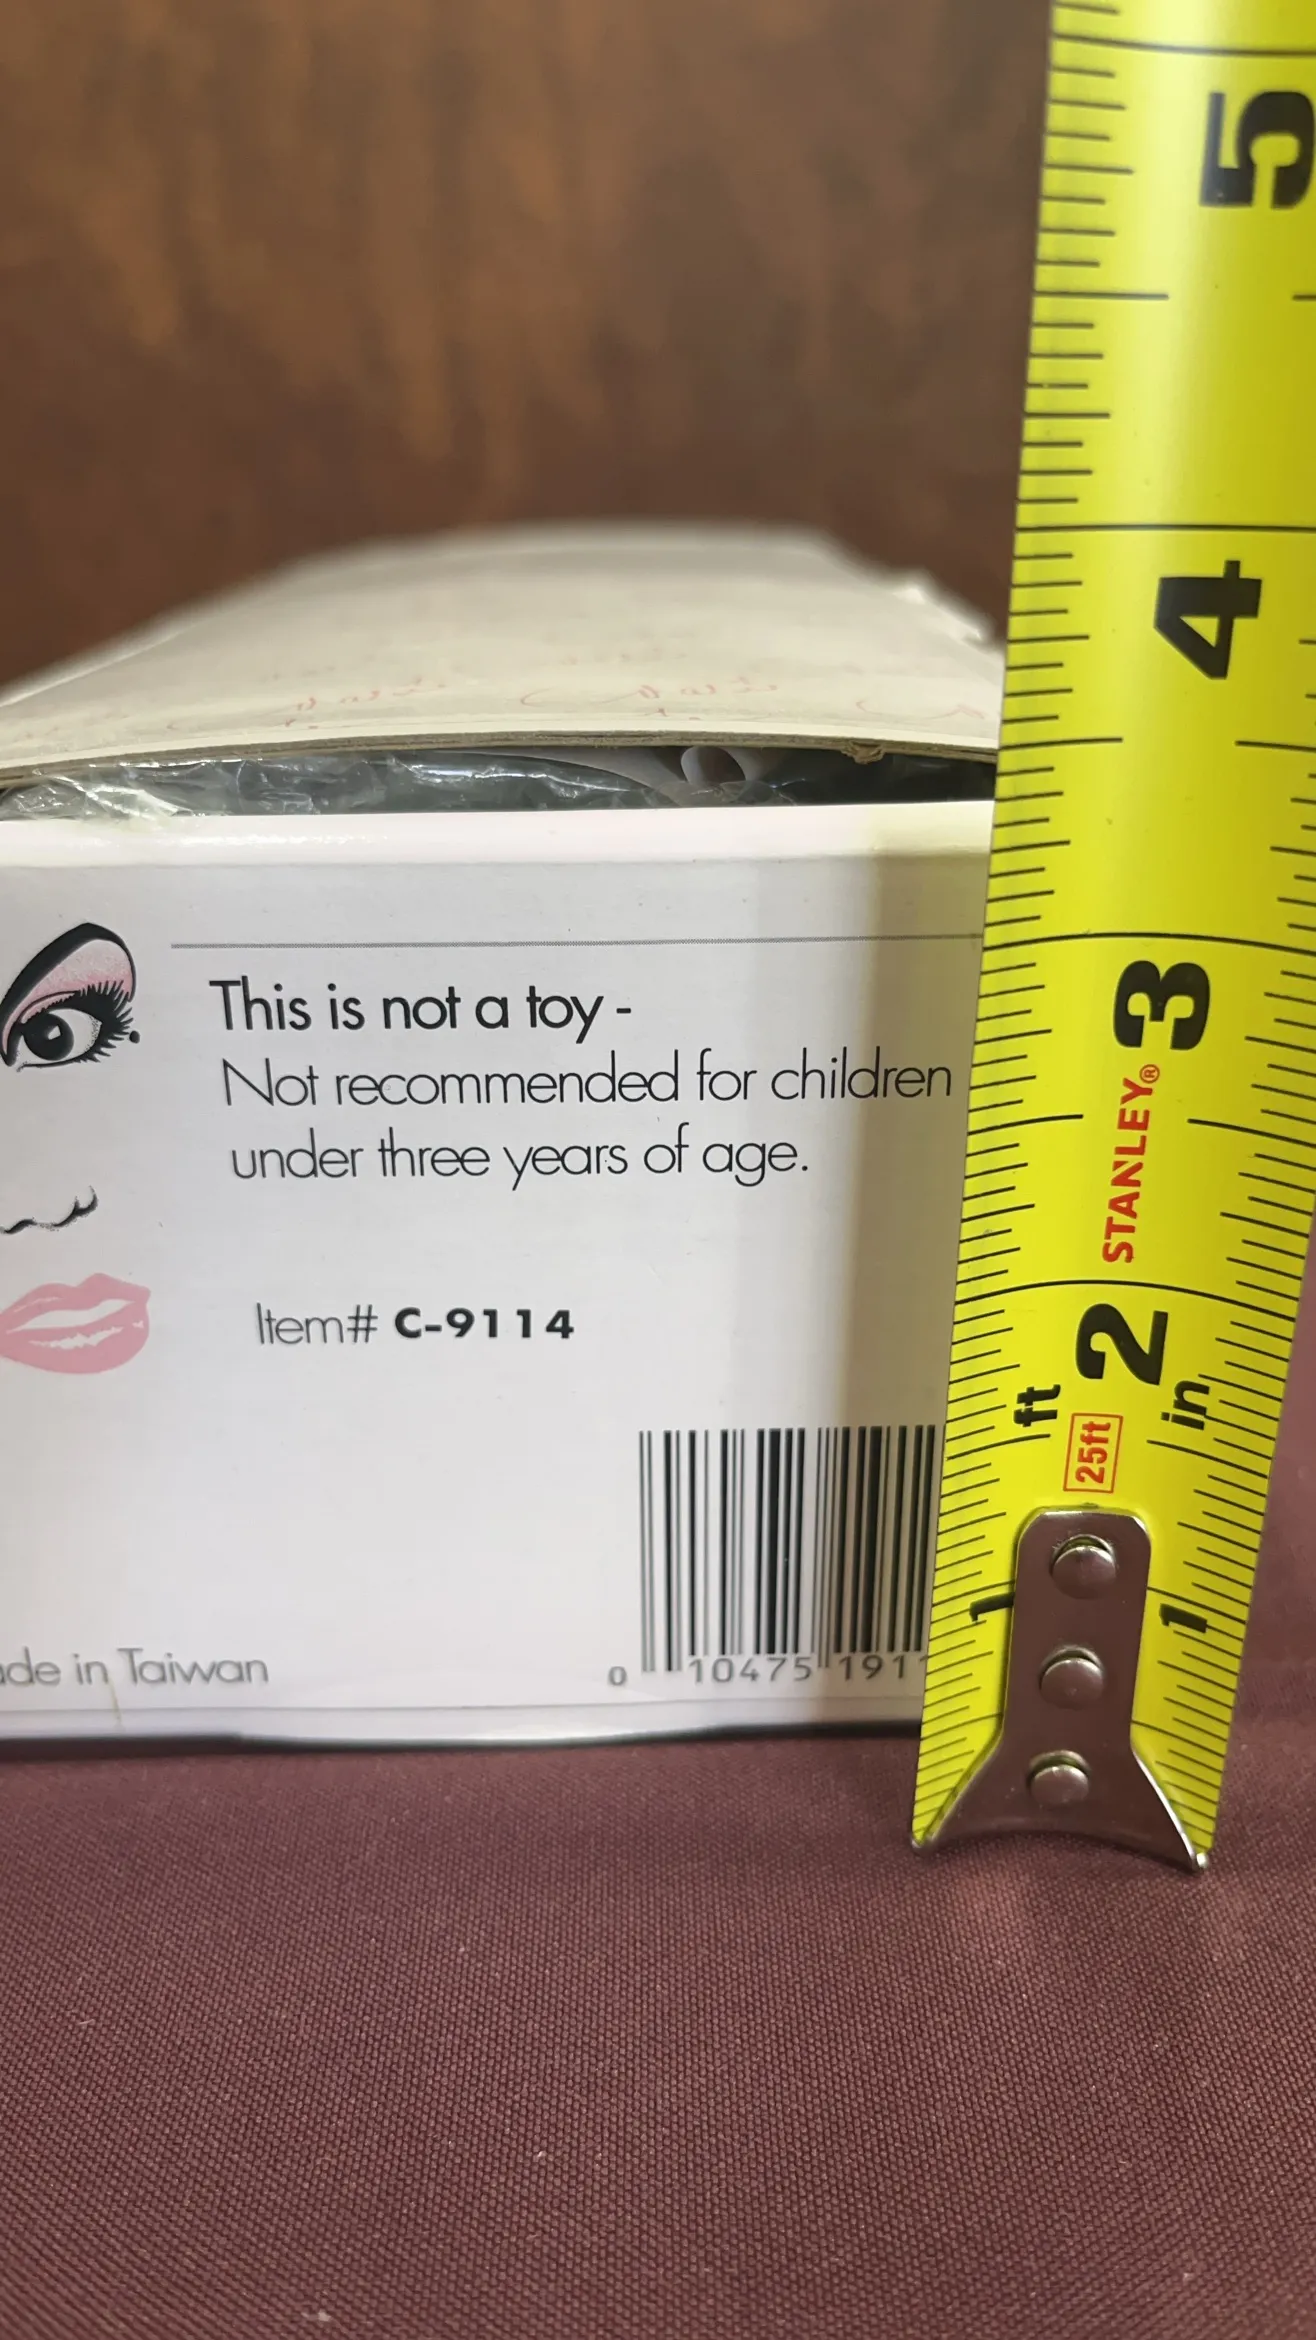 This is not a toy -
Not recommended for children
under three years of age.
Item# C-9114
in Taiwan
0 10475 191
5
4
3
STANLEY®
2
ft
in
25ft
1
1